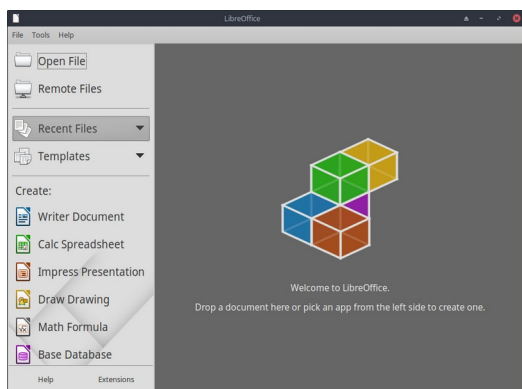 LibreOffice
File Tools Help
Open File
Remote Files
Recent Files
Templates
Create:
Writer Document
Calc Spreadsheet
Impress Presentation
Draw Drawing
Math Formula
Base Database
Help Extensions
Welcome to LibreOffice.
Drop a document here or pick an app from the left side to create one.